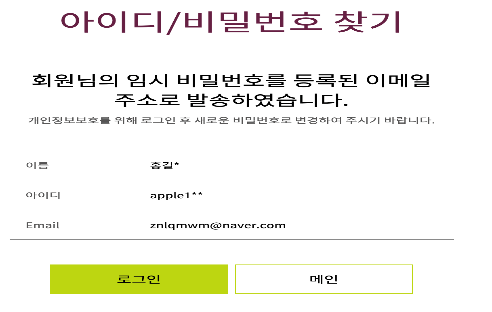 아이디/비밀번호 찾기
회원님의 임시 비밀번호를 등록된 이메일
주소로 발송하였습니다.
개인정보보호를 위해 로그인 후 새로운 비밀번호로 변경하여 주시기 바랍니다.
이름 홍길*
아이디 apple1**
Email znlqmwm@naver.com
로그인 메인